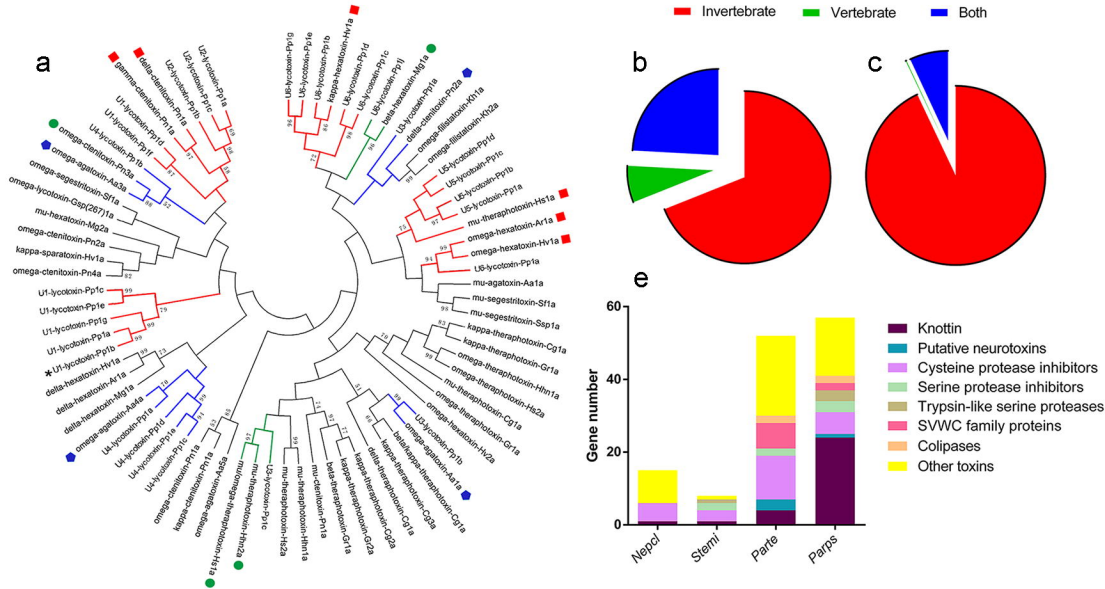 a
gamma-ctenitoxin-Pn1a
delta-ctenitoxin-Pn1a
U2-lycotoxin-Pp1b
U2-lycotoxin-Pp1c
U2-lycotoxin-Pp1a
U1-lycotoxin-Pp1d
U1-lycotoxin-Pp1f
U4-lycotoxin-Pp1b
omega-ctenitoxin-Pn3a
omega-agatoxin-Aa3a
omega-segestritoxin-Sf1a
omega-lycotoxin-Gsp(267)1a
mu-hexatoxin-Mg2a
omega-ctenitoxin-Pn2a
kappa-sparatoxin-Hv1a
omega-ctenitoxin-Pn4a
U1-lycotoxin-Pp1c
U1-lycotoxin-Pp1e
U1-lycotoxin-Pp1g
U1-lycotoxin-Pp1a
*U1-lycotoxin-Pp1b
delta-hexatoxin-Hv1a
delta-hexatoxin-Ar1a
delta-hexatoxin-Mg1a
omega-agatoxin-Aa4a
U4-lycotoxin-Pp1a
U4-lycotoxin-Pp1d
U4-lycotoxin-Pp1a
U4-lycotoxin-Pp1c
omega-ctenitoxin-Pn1a
kappa-ctenitoxin-Pn1a
omega-agatoxin-Aa5a
mu/omega-theraphotoxin-Hs1a
mu-theraphotoxin-Hhn2a
U3-lycotoxin-Pp1c
mu-theraphotoxin-Hs2a
mu-theraphotoxin-Hhn1a
mu-ctenitoxin-Pn1a
beta-theraphotoxin-Gr1a
kappa-theraphotoxin-Gr2a
kappa-theraphotoxin-Cg2a
delta-theraphotoxin-Cg1a
kappa-theraphotoxin-Cg3a
beta/kappa-theraphotoxin-Cg1a
omega-agatoxin-Aa1a
U3-lycotoxin-Pp1b
omega-hexatoxin-Hv2a
omega-theraphotoxin-Gr1a
mu-theraphotoxin-Cg1a
omega-theraphotoxin-Hs2a
omega-theraphotoxin-Hhn1a
kappa-theraphotoxin-Gr1a
kappa-theraphotoxin-Cg1a
mu-segestritoxin-Ssp1a
mu-segestritoxin-Sf1a
mu-agatoxin-Aa1a
U6-lycotoxin-Pp1a
omega-hexatoxin-Hv1a
omega-hexatoxin-Ar1a
mu-theraphotoxin-Hs1a
U5-lycotoxin-Pp1a
U5-lycotoxin-Pp1b
U5-lycotoxin-Pp1c
U5-lycotoxin-Pp1d
omega-filistatoxin-Kh2a
omega-filistatoxin-Kh1a
delta-ctenitoxin-Pn2a
U3-lycotoxin-Pp1a
beta-hexatoxin-Mg1a
U6-lycotoxin-Pp1j
U6-lycotoxin-Pp1c
U6-lycotoxin-Pp1d
kappa-hexatoxin-Hv1a
U6-lycotoxin-Pp1b
U6-lycotoxin-Pp1e
U6-lycotoxin-Pp1g
Invertebrate Vertebrate Both
b
c
e
Gene number
60
40
20
0
Nepcl
Stemi
Parte
Parps
Knottin
Putative neurotoxins
Cysteine protease inhibitors
Serine protease inhibitors
Trypsin-like serine proteases
SVWC family proteins
Colipases
Other toxins